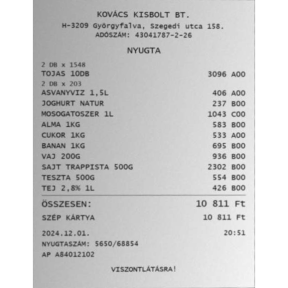 KOVÁCS KISBOLT BT.
H-3209 Györgyfalva, Szegedi utca 158.
ADÓSZÁM: 43041787-2-26
NYUGTA
2 DB x 1548
TOJAS 10DB 3096 A00
2 DB x 203
ASVANYVIZ 1,5L 406 A00
JOGHURT NATUR 237 B00
MOSOGATOSZER 1L 1043 C00
ALMA 1KG 583 B00
CUKOR 1KG 533 A00
BANAN 1KG 695 B00
VAJ 200G 936 B00
SAJT TRAPPISTA 500G 2302 B00
TESZTA 500G 554 B00
TEJ 2,8% 1L 426 B00
ÖSSZESEN: 10 811 Ft
SZÉP KÁRTYA 10 811 Ft
2024.12.01. 20:51
NYUGTASZÁM: 5650/68854
AP A84012102
VISZONTLÁTÁSRA!